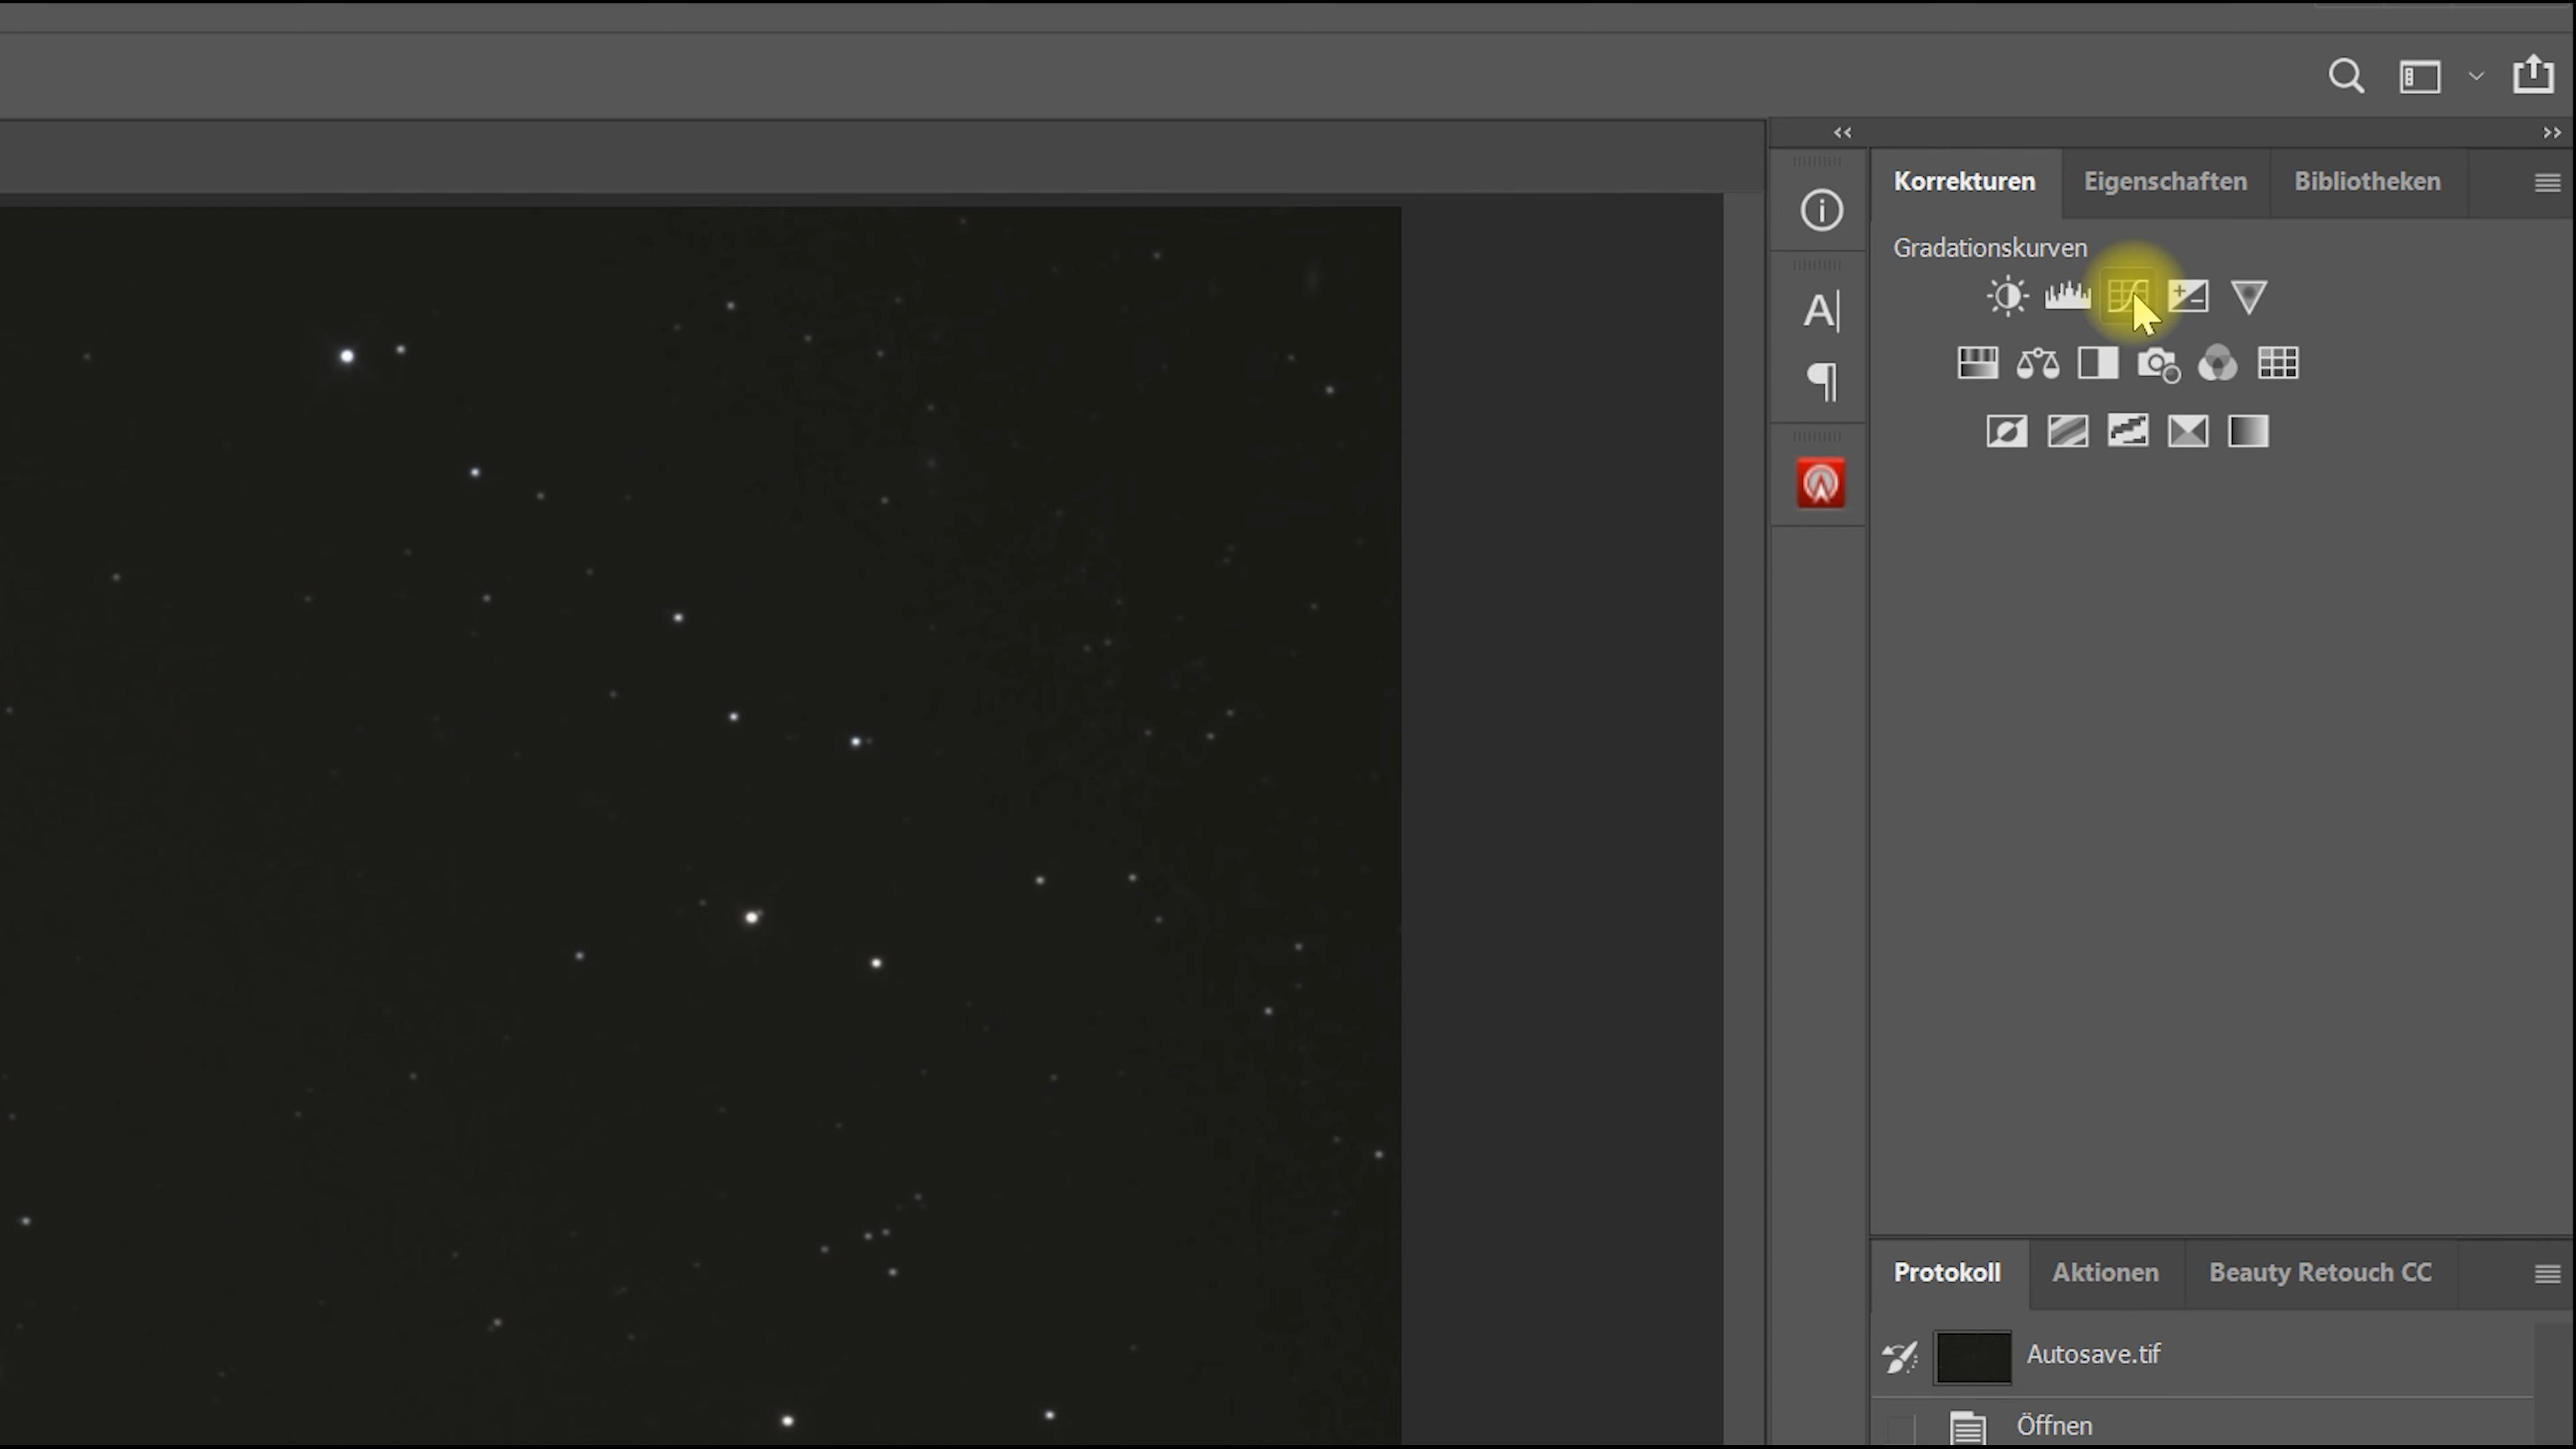 Korrekturen Eigenschaften Bibliotheken
Gradationskurven
A
Protokoll Aktionen Beauty Retouch CC
Autosave.tif
Öffnen